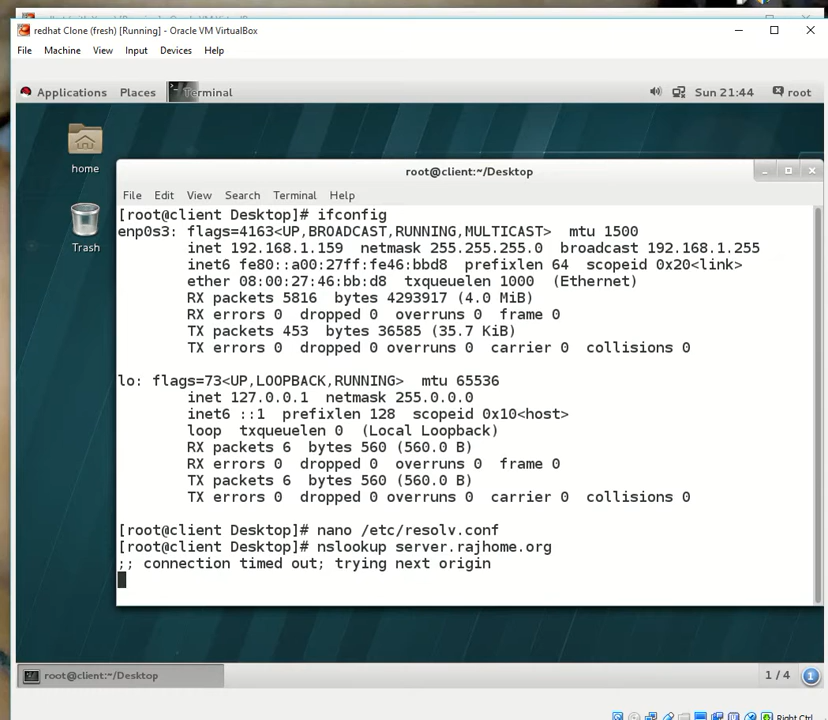 redhat Clone (fresh) [Running] - Oracle VM VirtualBox
File Machine View Input Devices Help
Applications Places Terminal Sun 21:44 root
home
Trash
root@client:~/Desktop
File Edit View Search Terminal Help
[root@client Desktop]# ifconfig
enp0s3: flags=4163<UP,BROADCAST,RUNNING,MULTICAST> mtu 1500
inet 192.168.1.159 netmask 255.255.255.0 broadcast 192.168.1.255
inet6 fe80::a00:27ff:fe46:bbd8 prefixlen 64 scopeid 0x20<link>
ether 08:00:27:46:bb:d8 txqueuelen 1000 (Ethernet)
RX packets 5816 bytes 4293917 (4.0 MiB)
RX errors 0 dropped 0 overruns 0 frame 0
TX packets 453 bytes 36585 (35.7 KiB)
TX errors 0 dropped 0 overruns 0 carrier 0 collisions 0
lo: flags=73<UP,LOOPBACK,RUNNING> mtu 65536
inet 127.0.0.1 netmask 255.0.0.0
inet6 ::1 prefixlen 128 scopeid 0x10<host>
loop txqueuelen 0 (Local Loopback)
RX packets 6 bytes 560 (560.0 B)
RX errors 0 dropped 0 overruns 0 frame 0
TX packets 6 bytes 560 (560.0 B)
TX errors 0 dropped 0 overruns 0 carrier 0 collisions 0
[root@client Desktop]# nano /etc/resolv.conf
[root@client Desktop]# nslookup server.rajhome.org
;; connection timed out; trying next origin
root@client:~/Desktop 1 / 4 1
Right Ctrl